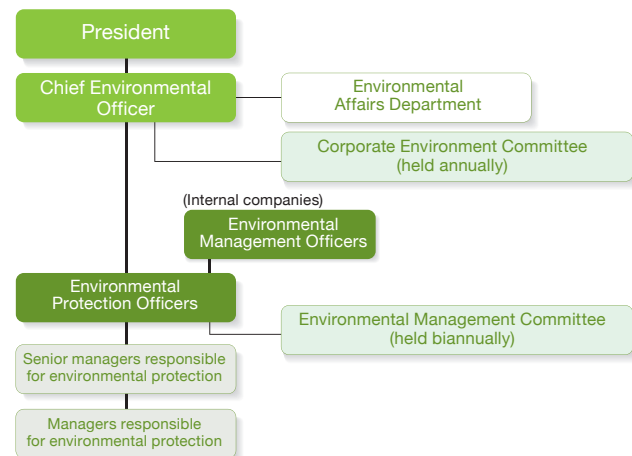 President
Chief Environmental
Officer
Environmental
Affairs Department
Corporate Environment Committee
(held annually)
(Internal companies)
Environmental
Management Officers
Environmental
Protection Officers
Environmental Management Committee
(held biannually)
Senior managers responsible
for environmental protection
Managers responsible
for environmental protection